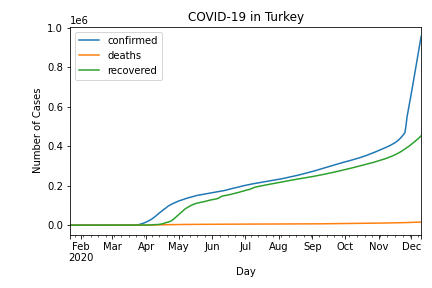 COVID-19 in Turkey
1e6
1.0
0.8
0.6
0.4
0.2
0.0
Number of Cases
confirmed
deaths
recovered
Feb Mar Apr May Jun Jul Aug Sep Oct Nov Dec
2020
Day